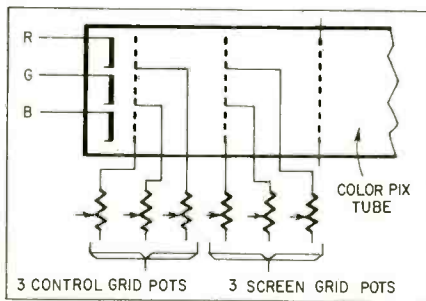 R
G
B
COLOR PIX
TUBE
3 CONTROL GRID POTS
3 SCREEN GRID POTS